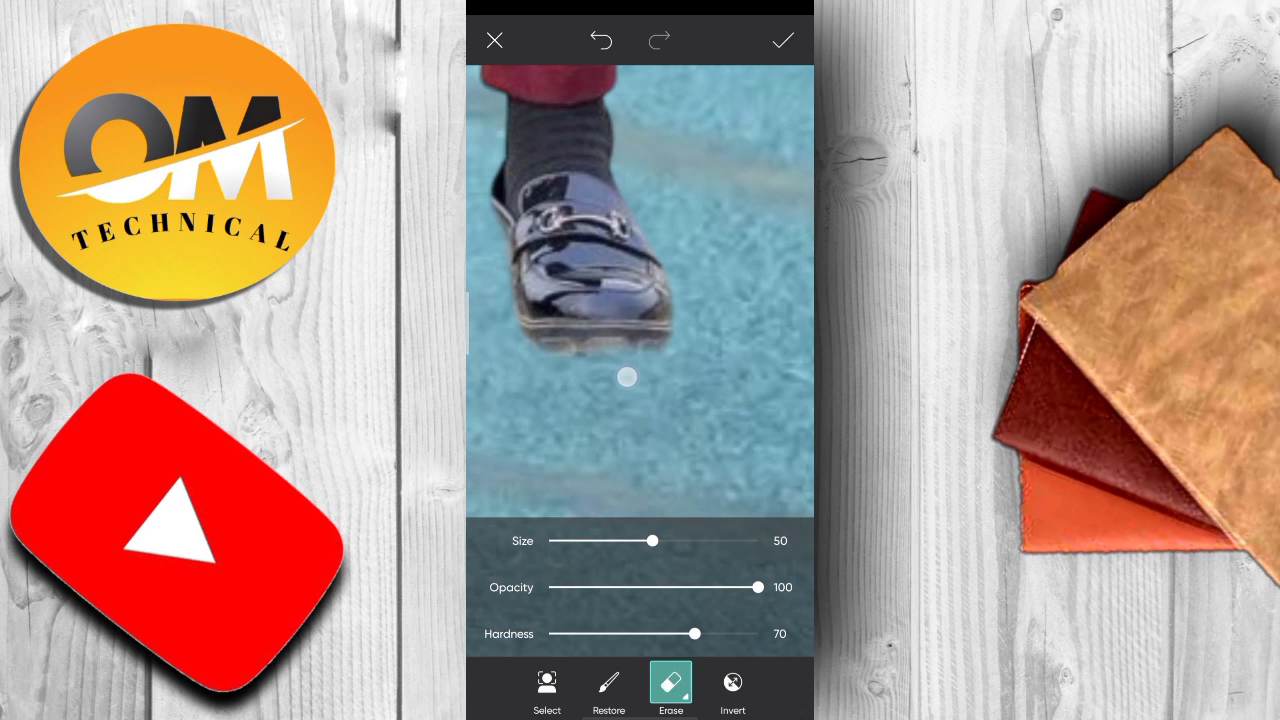 OM
TECHNICAL
Size 50
Opacity 100
Hardness 70
Select Restore Erase Invert